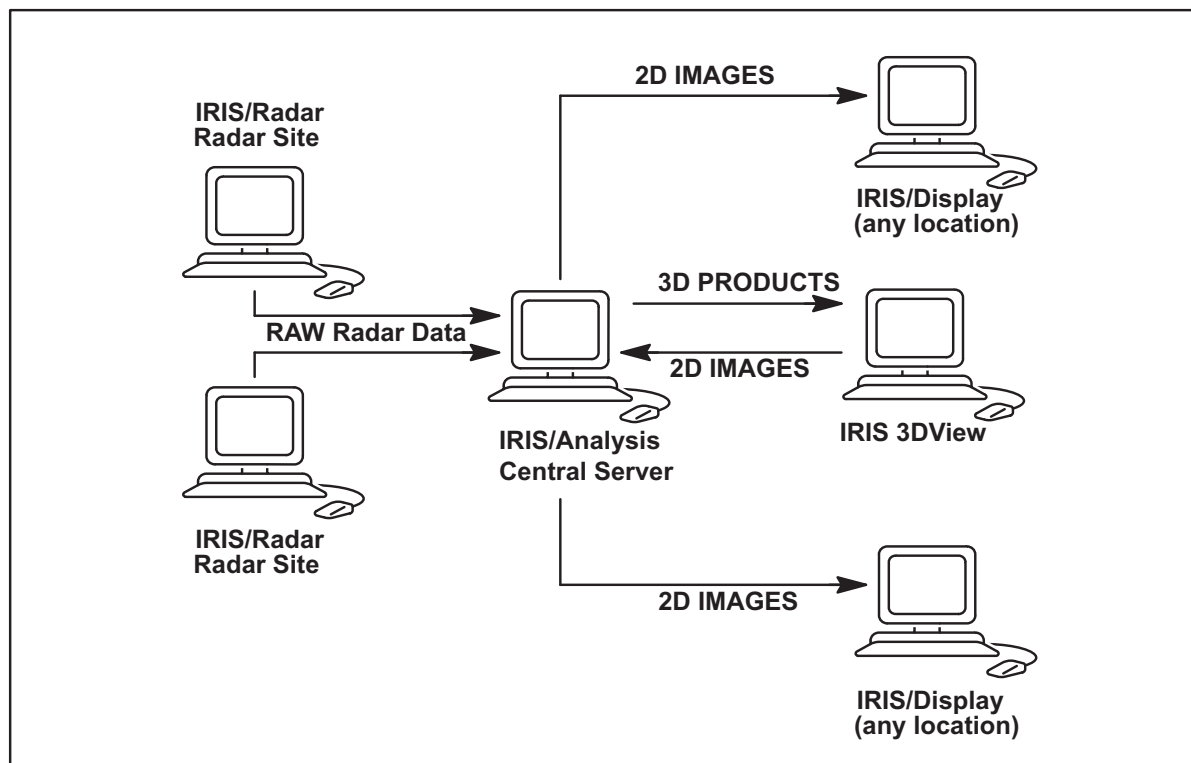 2D IMAGES
IRIS/Radar
Radar Site
IRIS/Display
(any location)
3D PRODUCTS
RAW Radar Data
2D IMAGES
IRIS 3DView
IRIS/Analysis
Central Server
IRIS/Radar
Radar Site
2D IMAGES
IRIS/Display
(any location)